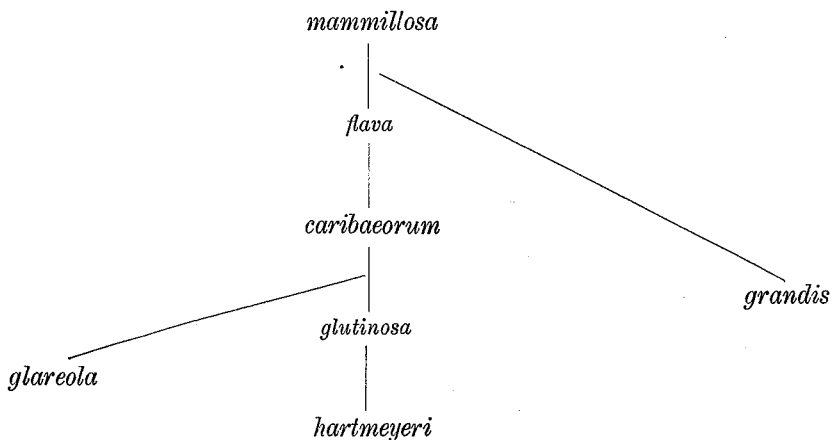 mammillosa
flava
caribaeorum
grandis
glutinosa
glareola
hartmeyeri